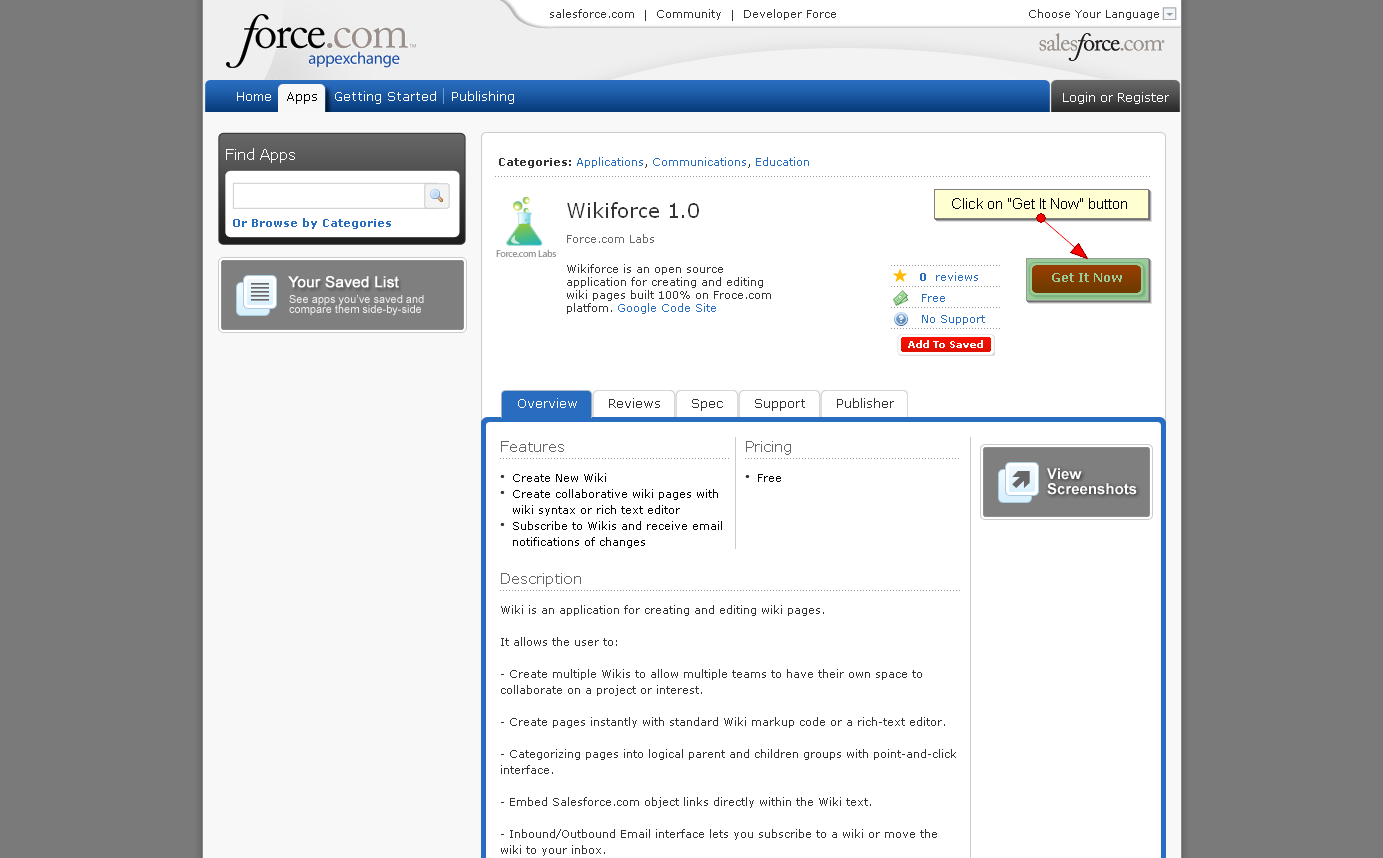 salesforce.com | Community | Developer Force
Choose Your Language
force.com™
appexchange
salesforce.com
Home
Apps
Getting Started
Publishing
Login or Register
Find Apps
Or Browse by Categories
Your Saved List
See apps you've saved and
compare them side-by-side
Categories: Applications, Communications, Education
Force.com Labs
Wikiforce 1.0
Force.com Labs
Wikiforce is an open source
application for creating and editing
wiki pages built 100% on Froce.com
platfom. Google Code Site
0 reviews
Free
No Support
Add To Saved
Click on "Get It Now" button
Get It Now
Overview
Reviews
Spec
Support
Publisher
Features
• Create New Wiki
• Create collaborative wiki pages with
wiki syntax or rich text editor
• Subscribe to Wikis and receive email
notifications of changes
Pricing
• Free
View
Screenshots
Description
Wiki is an application for creating and editing wiki pages.
It allows the user to:
- Create multiple Wikis to allow multiple teams to have their own space to
collaborate on a project or interest.
- Create pages instantly with standard Wiki markup code or a rich-text editor.
- Categorizing pages into logical parent and children groups with point-and-click
interface.
- Embed Salesforce.com object links directly within the Wiki text.
- Inbound/Outbound Email interface lets you subscribe to a wiki or move the
wiki to your inbox.